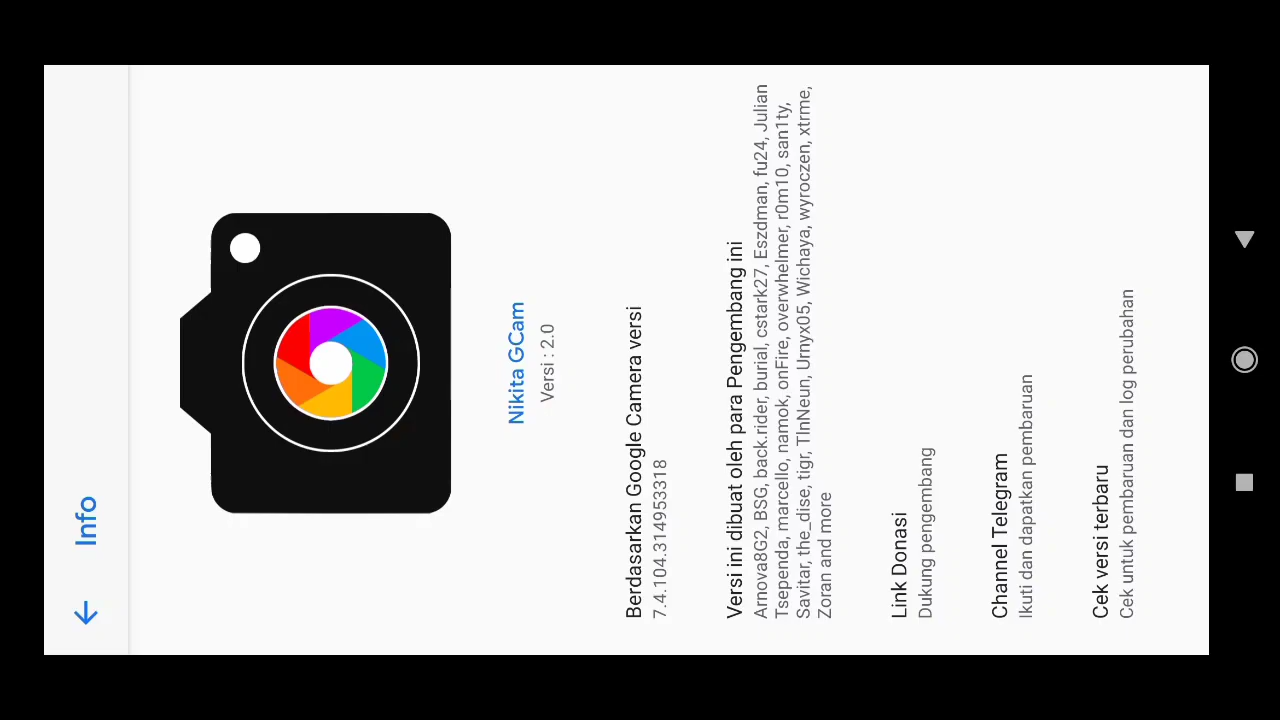 Info
Nikita GCam
Versi : 2.0
Berdasarkan Google Camera versi
7.4.104.314953318
Versi ini dibuat oleh para Pengembang ini
Arnova8G2, BSG, back.rider, burial, cstark27, Eszdman, fu24, Julian
Tsependa, marcello, namok, onFire, overwhelmer, r0m10, san1ty,
Savitar, the_dise, tigr, TlnNeun, Urnyx05, Wichaya, wyroczen, xtrme,
Zoran and more
Link Donasi
Dukung pengembang
Channel Telegram
Ikuti dan dapatkan pembaruan
Cek versi terbaru
Cek untuk pembaruan dan log perubahan